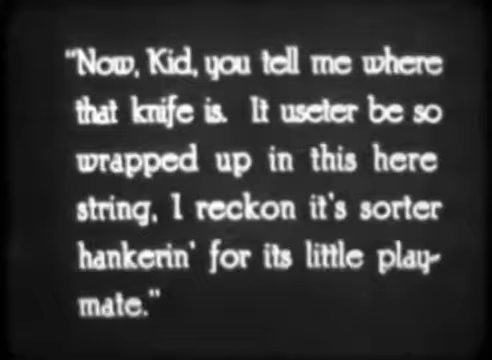 "Now, Kid, you tell me where
that knife is. It useter be so
wrapped up in this here
string, I reckon it's sorter
hankerin' for its little play-
mate."